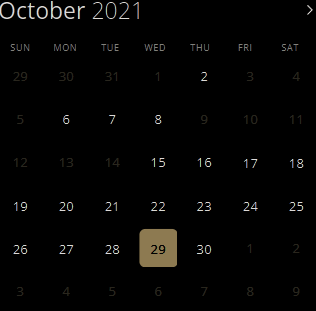 October 2021
SUN MON TUE WED THU FRI SAT
29 30 31 1 2 3 4
5 6 7 8 9 10 11
12 13 14 15 16 17 18
19 20 21 22 23 24 25
26 27 28 29 30 1 2
3 4 5 6 7 8 9